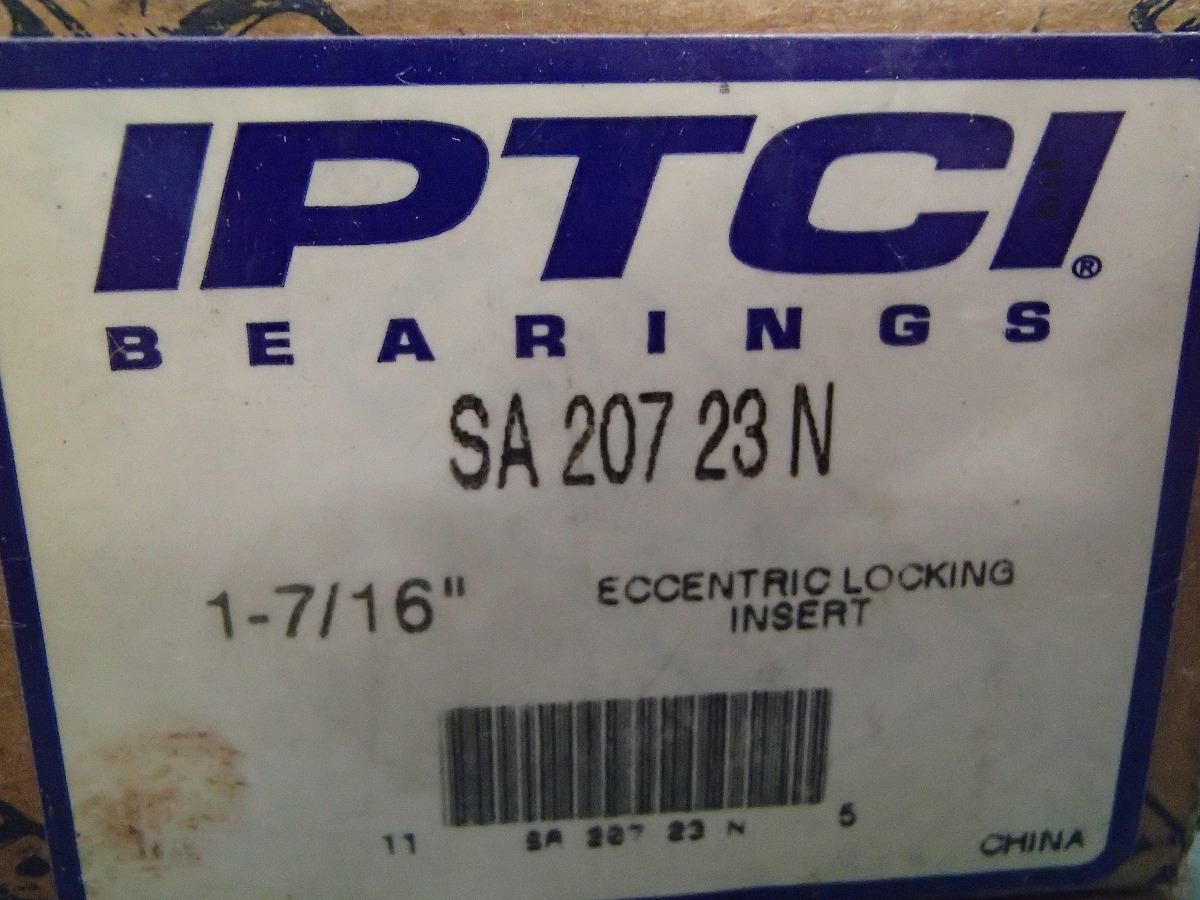 IPTCI®
BEARINGS
SA 207 23 N
1-7/16" ECCENTRIC LOCKING
INSERT
11 SA 207 23 N 5
CHINA